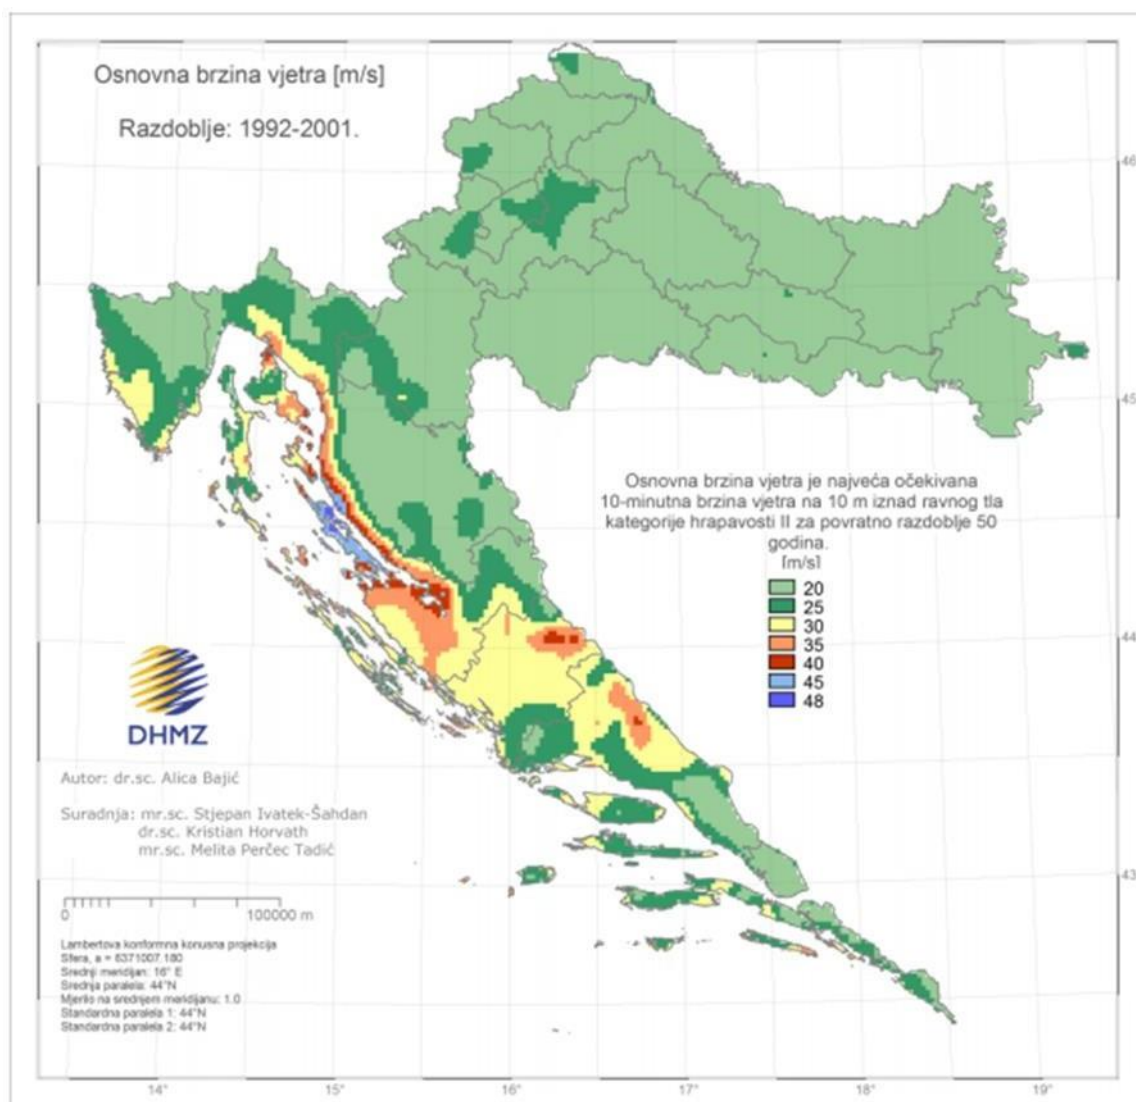 Osnovna brzina vjetra [m/s]
Razdoblje: 1992-2001.
46
45
Osnovna brzina vjetra je najveća očekivana
10-minutna brzina vjetra na 10 m iznad ravnog tla
kategorije hrapavosti II za povratno razdoblje 50
godina.
[m/s]
20
25
30
35
40
45
48
44
DHMZ
Autor: dr.sc. Alica Bajić
Suradnja: mr.sc. Stjepan Ivatek-Šahdan
dr.sc. Kristian Horvath
mr.sc. Melita Perčec Tadić
43
0 100000 m
Lambertova konformna konusna projekcija
Sfera, a = 6371007.180
Srednji meridijan: 16° E
Srednja paralela: 44°N
Mjerilo na srednjem meridijanu: 1.0
Standardna paralela 1: 44°N
Standardna paralela 2: 44°N
14° 15° 16° 17° 18° 19°